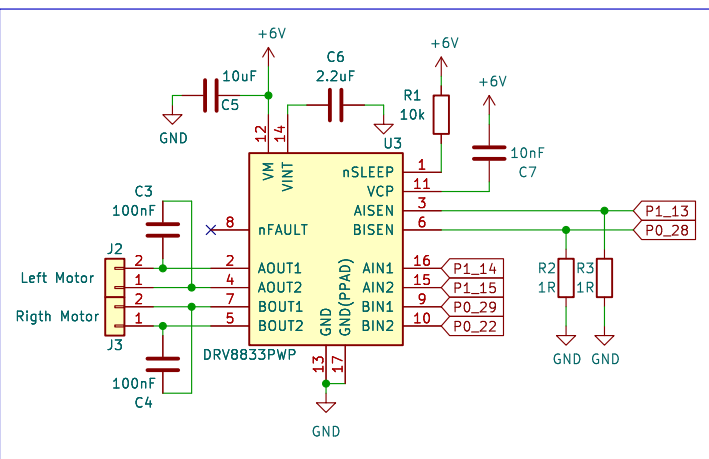 +6V
C6
2.2uF
+6V
10uF
C5
GND
GND
R1
10k
+6V
12
14
U3
10nF
C7
VM
VINT
nSLEEP
1
VCP
11
C3
100nF
AISEN
3
P1_13
8
nFAULT
BISEN
6
P0_28
J2
Left Motor
2
2
AOUT1
AIN1
16
P1_14
R2
1R
R3
1R
1
4
AOUT2
AIN2
15
P1_15
Rigth Motor
2
7
BOUT1
BIN1
9
P0_29
1
5
BOUT2
BIN2
10
P0_22
J3
GND
GND(PPAD)
DRV8833PWP
13
17
GND
GND
100nF
C4
GND